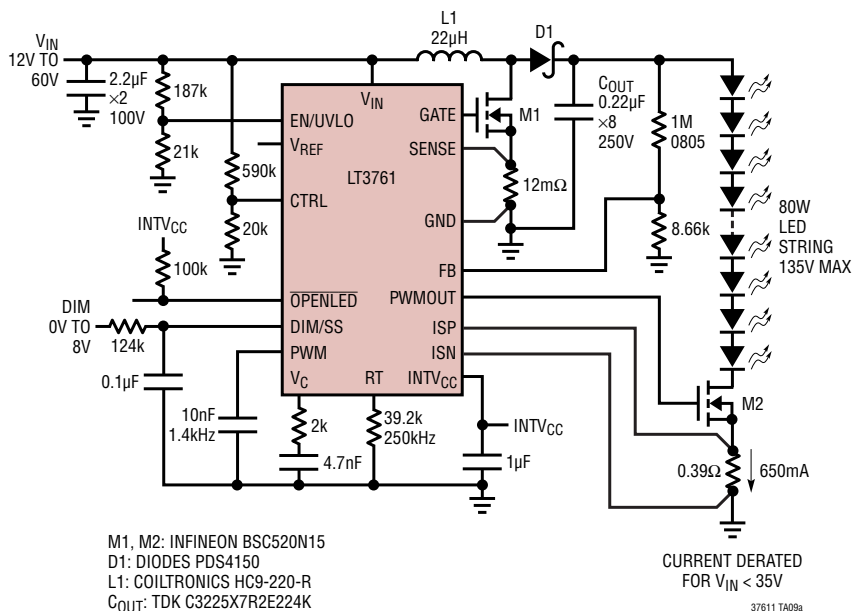 L1
22µH
D1
VIN
12V TO
60V
2.2µF
×2
100V
187k
21k
590k
20k
VIN
EN/UVLO
VREF
CTRL
OPENLED
DIM/SS
PWM
VC
RT
INTVCC
ISN
ISP
PWMOUT
FB
GND
SENSE
GATE
LT3761
M1
12mΩ
COUT
0.22µF
×8
250V
1M
0805
8.66k
80W
LED
STRING
135V MAX
INTVCC
100k
DIM
0V TO
8V
124k
0.1µF
10nF
1.4kHz
2k
4.7nF
39.2k
250kHz
INTVCC
1µF
M2
0.39Ω
650mA
M1, M2: INFINEON BSC520N15
D1: DIODES PDS4150
L1: COILTRONICS HC9-220-R
COUT: TDK C3225X7R2E224K
CURRENT DERATED
FOR VIN < 35V
37611 TA09a